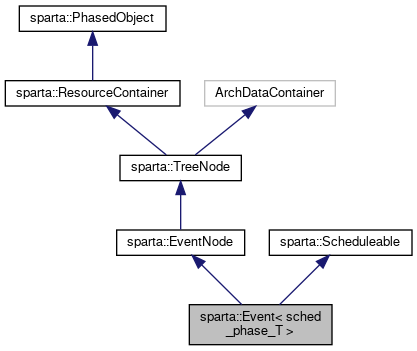 sparta::PhasedObject
sparta::ResourceContainer
ArchDataContainer
sparta::TreeNode
sparta::EventNode
sparta::Scheduleable
sparta::Event< sched
_phase_T >